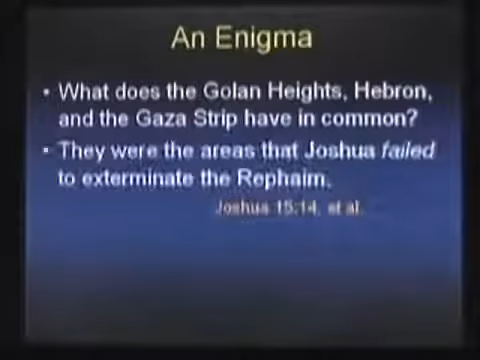 An Enigma
• What does the Golan Heights, Hebron,
and the Gaza Strip have in common?
• They were the areas that Joshua failed
to exterminate the Rephaim.
Joshua 15:14, et al.